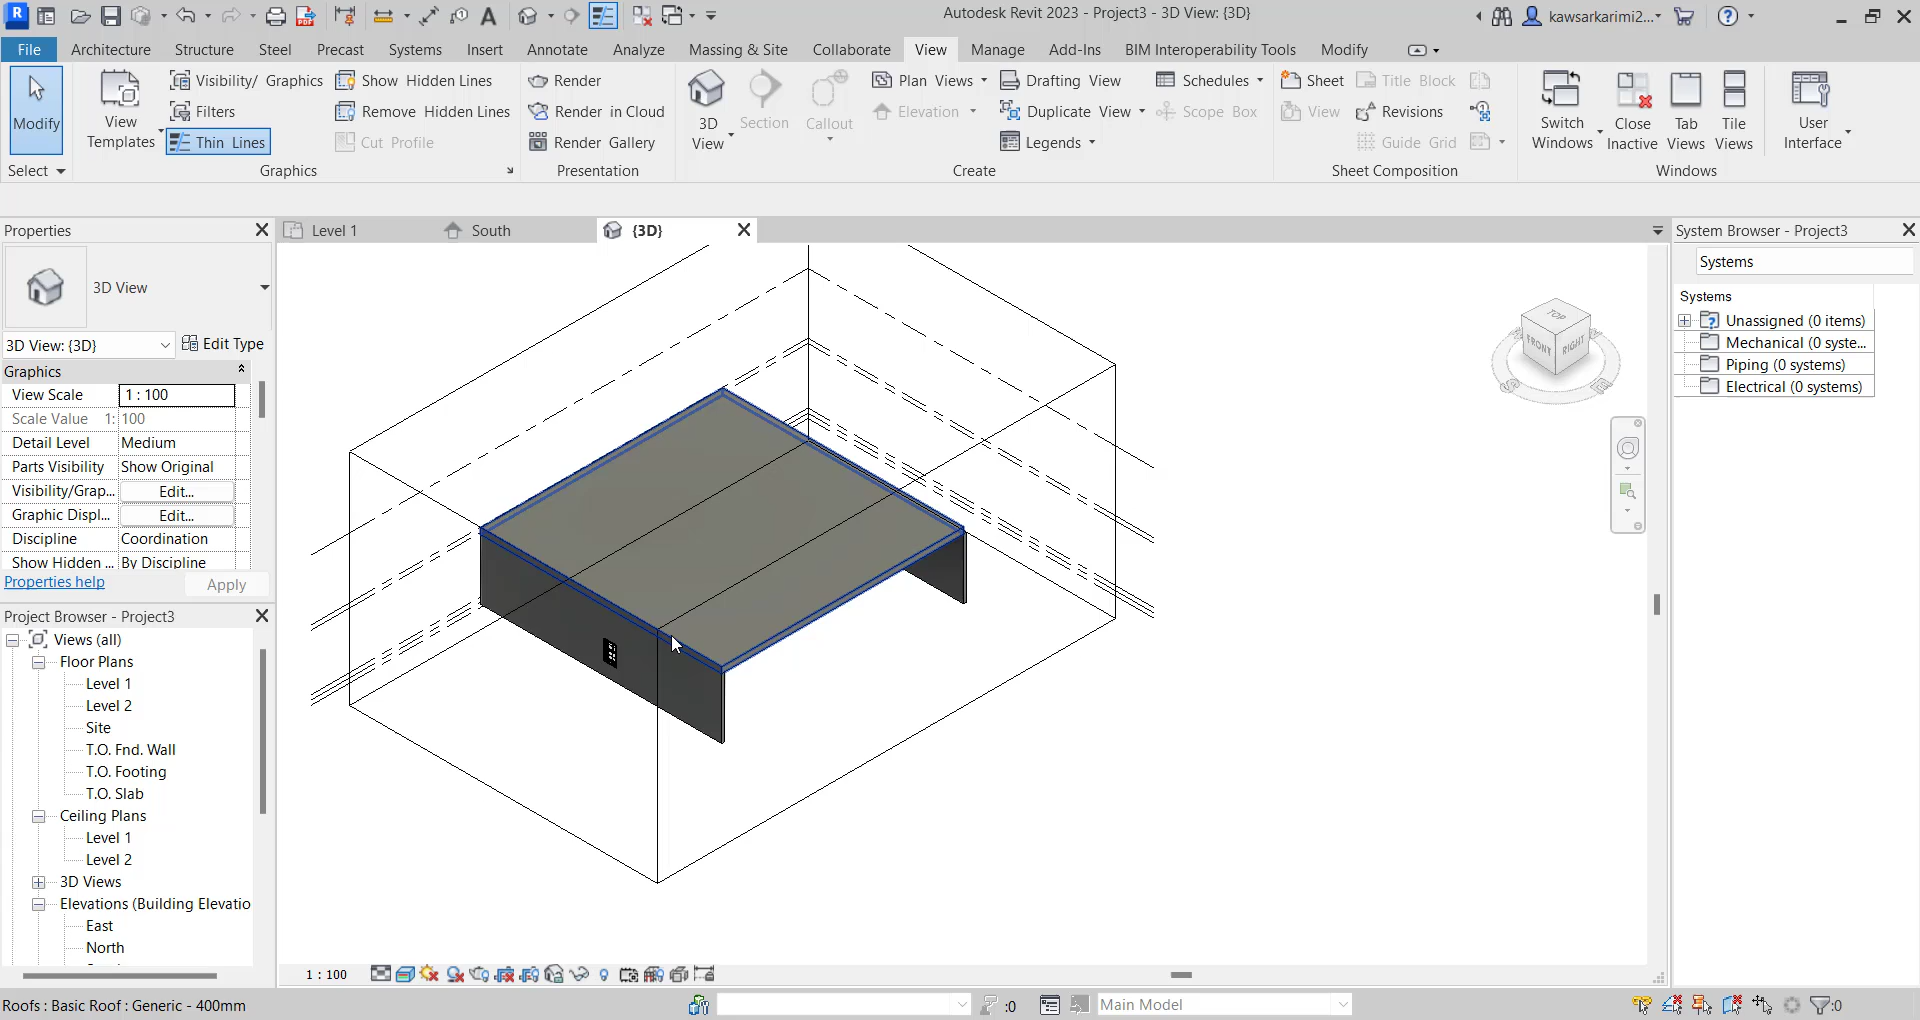 Autodesk Revit 2023 - Project3 - 3D View: {3D}
kawsarkarimi2...
File Architecture Structure Steel Precast Systems Insert Annotate Analyze Massing & Site Collaborate View Manage Add-Ins BIM Interoperability Tools Modify
Modify
View Templates
Visibility/ Graphics
Filters
Thin Lines
Show Hidden Lines
Remove Hidden Lines
Cut Profile
Render
Render in Cloud
Render Gallery
3D View
Section
Callout
Plan Views
Elevation
Drafting View
Duplicate View
Legends
Schedules
Scope Box
Sheet
View
Title Block
Revisions
Guide Grid
Switch Windows
Close Inactive
Tab Views
Tile Views
User Interface
Select Graphics Presentation Create Sheet Composition Windows
Properties
Level 1 South {3D}
System Browser - Project3
3D View
3D View: {3D} Edit Type
Graphics
View Scale 1 : 100
Scale Value 1: 100
Detail Level Medium
Parts Visibility Show Original
Visibility/Grap... Edit...
Graphic Displ... Edit...
Discipline Coordination
Show Hidden ... By Discipline
Properties help Apply
Project Browser - Project3
Views (all)
Floor Plans
Level 1
Level 2
Site
T.O. Fnd. Wall
T.O. Footing
T.O. Slab
Ceiling Plans
Level 1
Level 2
3D Views
Elevations (Building Elevatio
East
North
TOP
FRONT
RIGHT
S
E
Systems
Systems
Unassigned (0 items)
Mechanical (0 syste...
Piping (0 systems)
Electrical (0 systems)
1 : 100
Roofs : Basic Roof : Generic - 400mm
:0
Main Model
:0